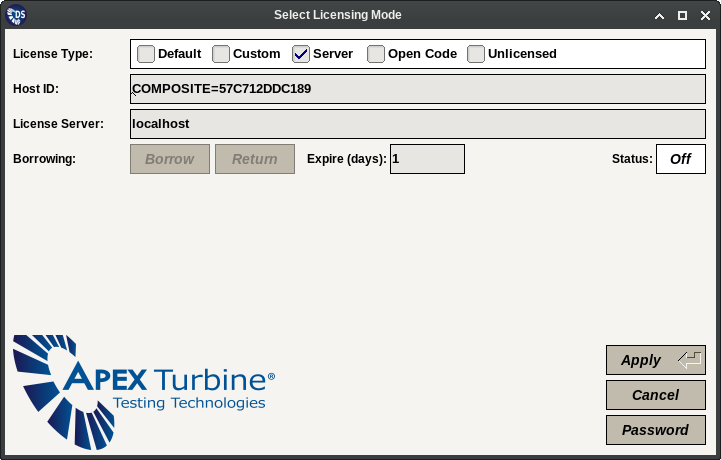 DS
Select Licensing Mode
License Type: Default Custom Server Open Code Unlicensed
Host ID: COMPOSITE=57C712DDC189
License Server: localhost
Borrowing: Borrow Return Expire (days): 1 Status: Off
APEX Turbine®
Testing Technologies
Apply
Cancel
Password